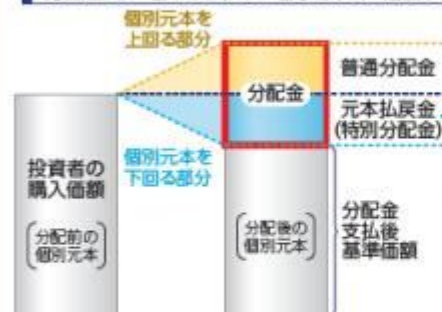 個別元本を
上回る部分
普通分配金
分配金
元本払戻金
(特別分配金)
個別元本を
下回る部分
投資者の
購入価額
分配前の
個別元本
分配後の
個別元本
分配金
支払後
基準価額